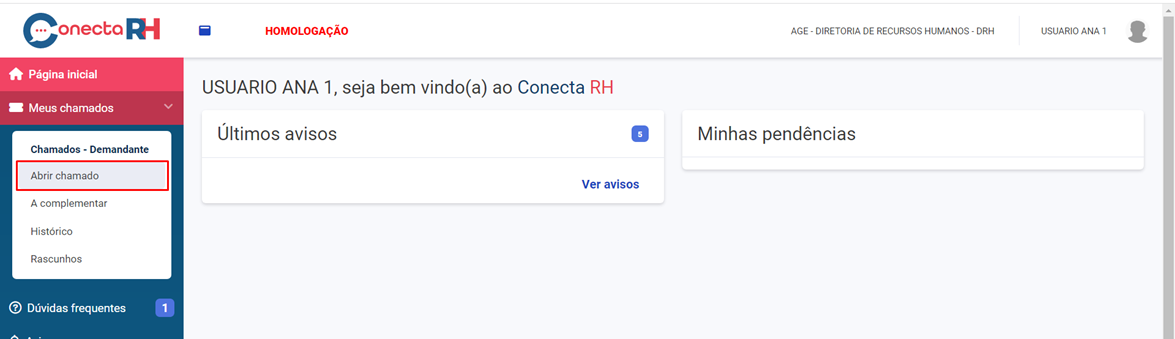 Conecta RH
HOMOLOGAÇÃO
AGE - DIRETORIA DE RECURSOS HUMANOS - DRH
USUARIO ANA 1
Página inicial
Meus chamados
Chamados - Demandante
Abrir chamado
A complementar
Histórico
Rascunhos
Dúvidas frequentes
1
USUARIO ANA 1, seja bem vindo(a) ao Conecta RH
Últimos avisos
5
Ver avisos
Minhas pendências